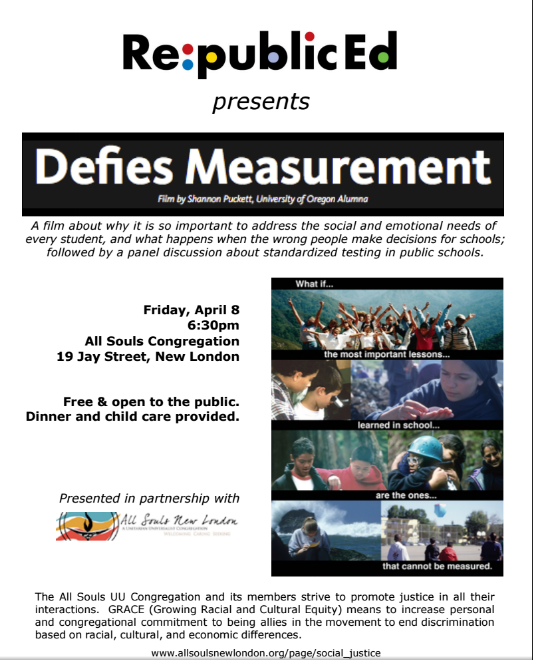 Re:publicEd
presents
Defies Measurement
Film by Shannon Puckett, University of Oregon Alumna
A film about why it is so important to address the social and emotional needs of
every student, and what happens when the wrong people make decisions for schools;
followed by a panel discussion about standardized testing in public schools.
Friday, April 8
6:30pm
All Souls Congregation
19 Jay Street, New London
Free & open to the public.
Dinner and child care provided.
Presented in partnership with
All Souls New London
A UNITARIAN UNIVERSALIST CONGREGATION
What if...
the most important lessons...
learned in school...
are the ones...
that cannot be measured.
The All Souls UU Congregation and its members strive to promote justice in all their
interactions. GRACE (Growing Racial and Cultural Equity) means to increase personal
and congregational commitment to being allies in the movement to end discrimination
based on racial, cultural, and economic differences.
www.allsoulsnewlondon.org/page/social_justice